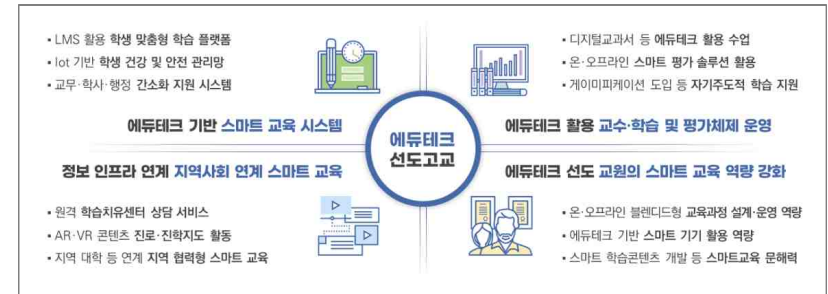 • LMS 활용 학생 맞춤형 학습 플랫폼
• Iot 기반 학생 건강 및 안전 관리망
• 교무·학사·행정 간소화 지원 시스템
에듀테크 기반 스마트 교육 시스템
• 디지털교과서 등 에듀테크 활용 수업
• 온·오프라인 스마트 평가 솔루션 활용
• 게이미피케이션 도입 등 자기주도적 학습 지원
에듀테크 활용 교수·학습 및 평가체제 운영
에듀테크
선도고교
정보 인프라 연계 지역사회 연계 스마트 교육
• 원격 학습치유센터 상담 서비스
• AR·VR 콘텐츠 진로·진학지도 활동
• 지역 대학 등 연계 지역 협력형 스마트 교육
에듀테크 선도 교원의 스마트 교육 역량 강화
• 온·오프라인 블렌디드형 교육과정 설계·운영 역량
• 에듀테크 기반 스마트 기기 활용 역량
• 스마트 학습콘텐츠 개발 등 스마트교육 문해력